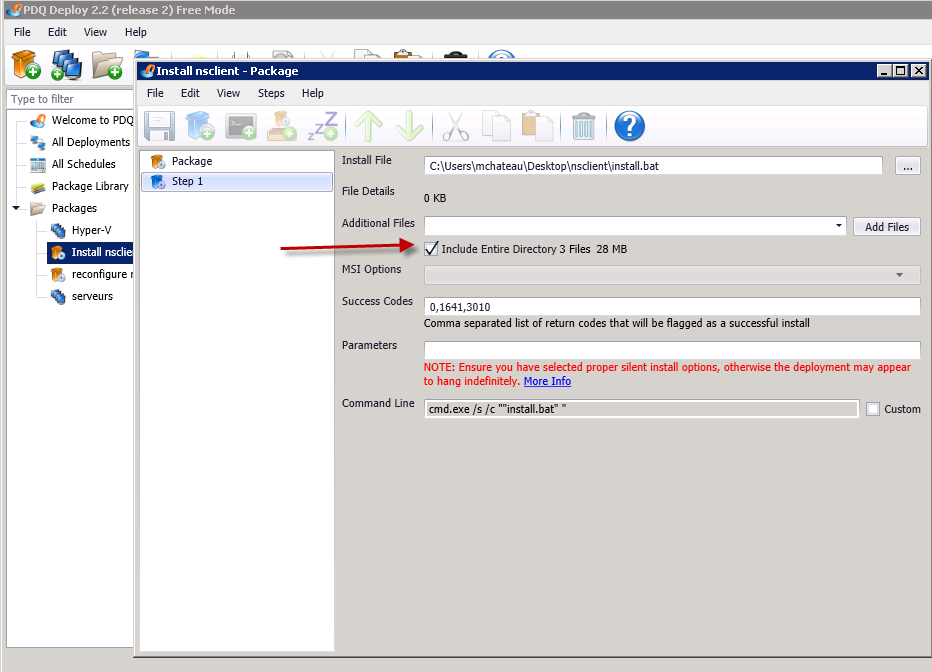 PDQ Deploy 2.2 (release 2) Free Mode
File Edit View Help
Type to filter
Welcome to PDQ
All Deployments
All Schedules
Package Library
Packages
Hyper-V
Install nsclie
reconfigure
serveurs
Install nsclient - Package
File Edit View Steps Help
Package
Step 1
Install File C:\Users\mchateau\Desktop\nsclient\install.bat ...
File Details 0 KB
Additional Files Add Files
Include Entire Directory 3 Files 28 MB
MSI Options
Success Codes 0,1641,3010
Comma separated list of return codes that will be flagged as a successful install
Parameters
NOTE: Ensure you have selected proper silent install options, otherwise the deployment may appear
to hang indefinitely. More Info
Command Line cmd.exe /s /c ""install.bat" " Custom